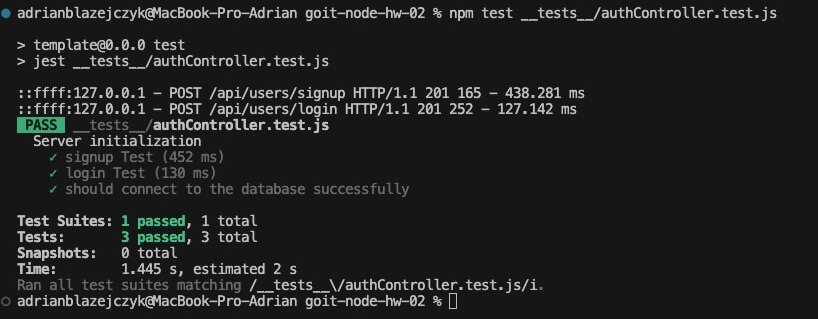 adrianblazejczyk@MacBook-Pro-Adrian goit-node-hw-02 % npm test __tests__/authController.test.js
> template@0.0.0 test
> jest __tests__/authController.test.js
::ffff:127.0.0.1 - POST /api/users/signup HTTP/1.1 201 165 - 438.281 ms
::ffff:127.0.0.1 - POST /api/users/login HTTP/1.1 201 252 - 127.142 ms
PASS __tests__/authController.test.js
Server initialization
✓ signup Test (452 ms)
✓ login Test (130 ms)
✓ should connect to the database successfully
Test Suites: 1 passed, 1 total
Tests: 3 passed, 3 total
Snapshots: 0 total
Time: 1.445 s, estimated 2 s
Ran all test suites matching /__tests__\/authController.test.js/i.
adrianblazejczyk@MacBook-Pro-Adrian goit-node-hw-02 %